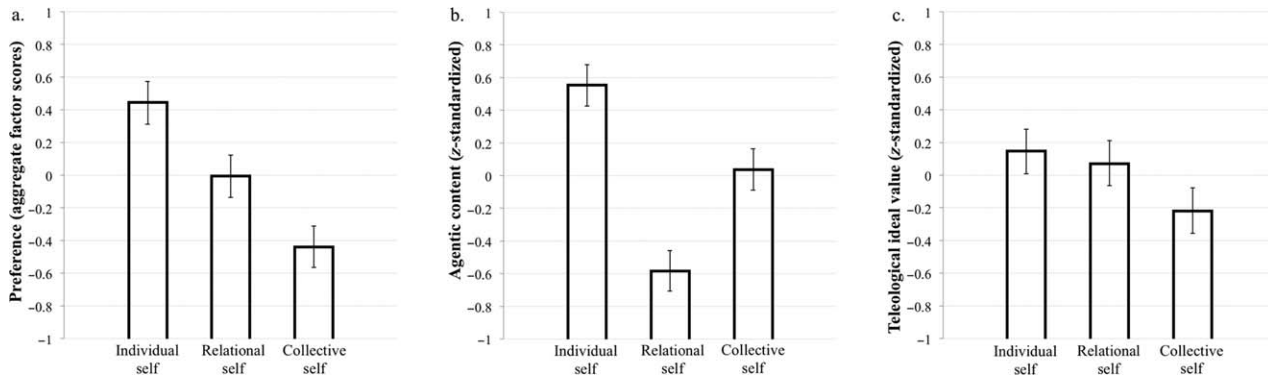 a.
Preference (aggregate factor scores)
1
0.8
0.6
0.4
0.2
0
−0.2
−0.4
−0.6
−0.8
−1
Individual self
Relational self
Collective self
b.
Agentic content (z-standardized)
1
0.8
0.6
0.4
0.2
0
−0.2
−0.4
−0.6
−0.8
−1
Individual self
Relational self
Collective self
c.
Teleological ideal value (z-standardized)
1
0.8
0.6
0.4
0.2
0
−0.2
−0.4
−0.6
−0.8
−1
Individual self
Relational self
Collective self